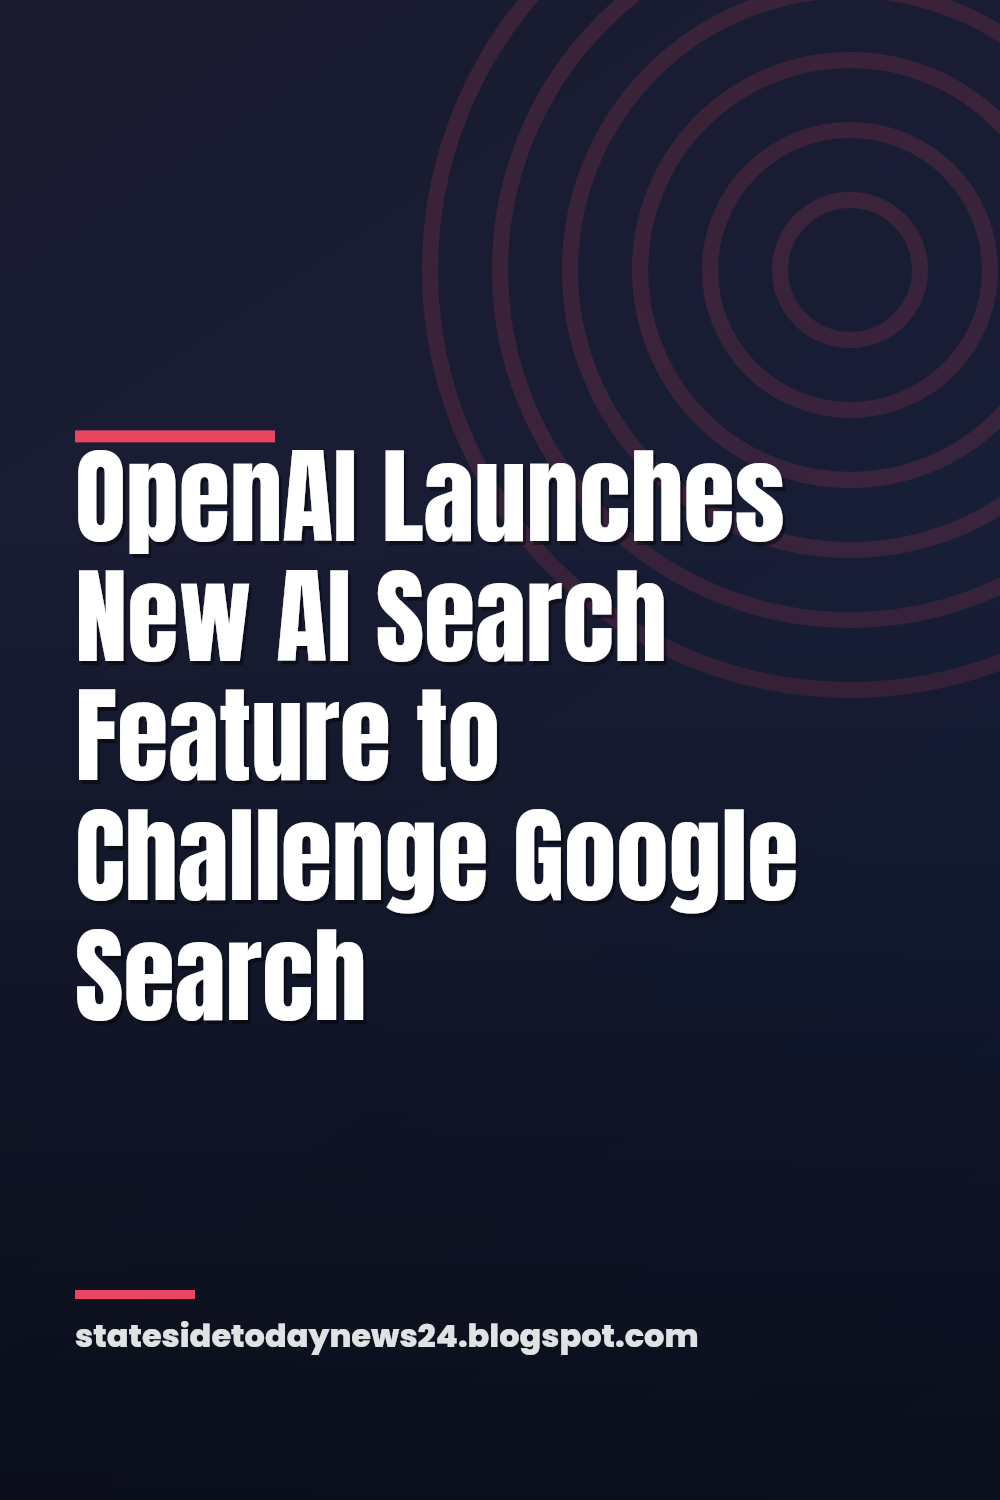 OpenAI Launches
New AI Search
Feature to
Challenge Google
Search
statesidetodaynews24.blogspot.com